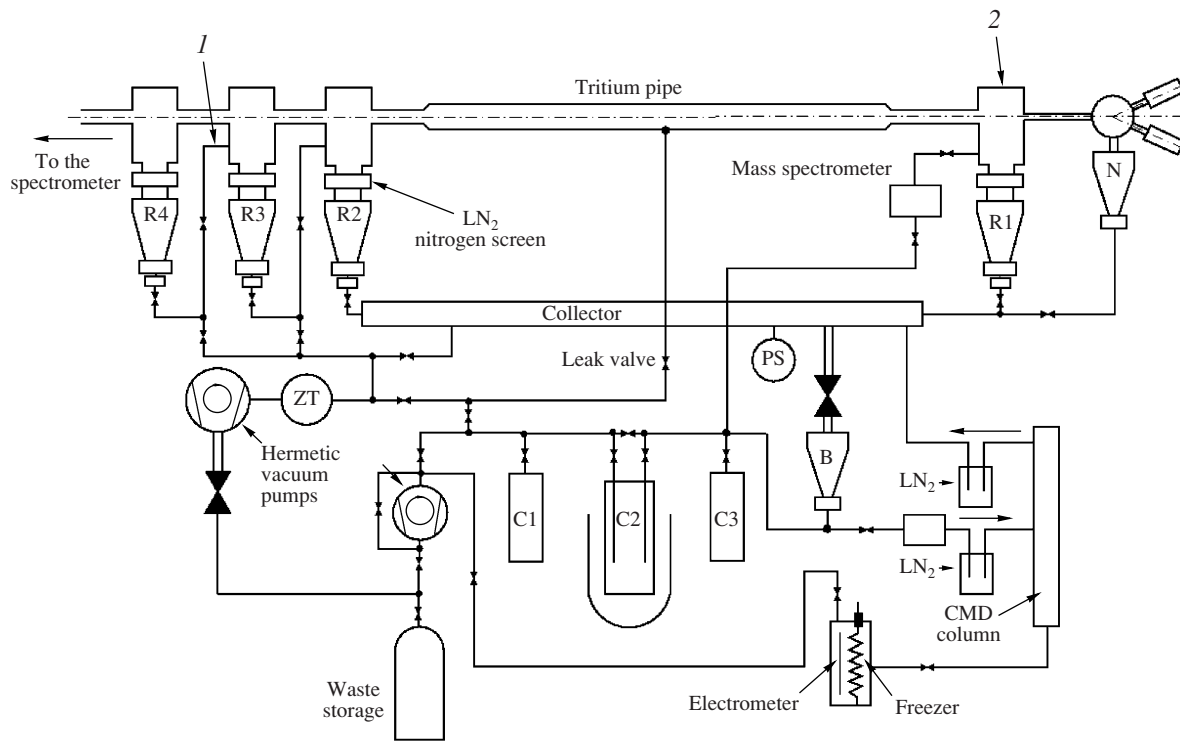 1
2
Tritium pipe
To the
spectrometer
Mass spectrometer
N
R4
R3
R2
R1
LN2
nitrogen screen
Collector
Leak valve
PS
ZT
Hermetic
vacuum
pumps
B
C1
C2
C3
LN2
LN2
CMD
column
Waste
storage
Electrometer
Freezer